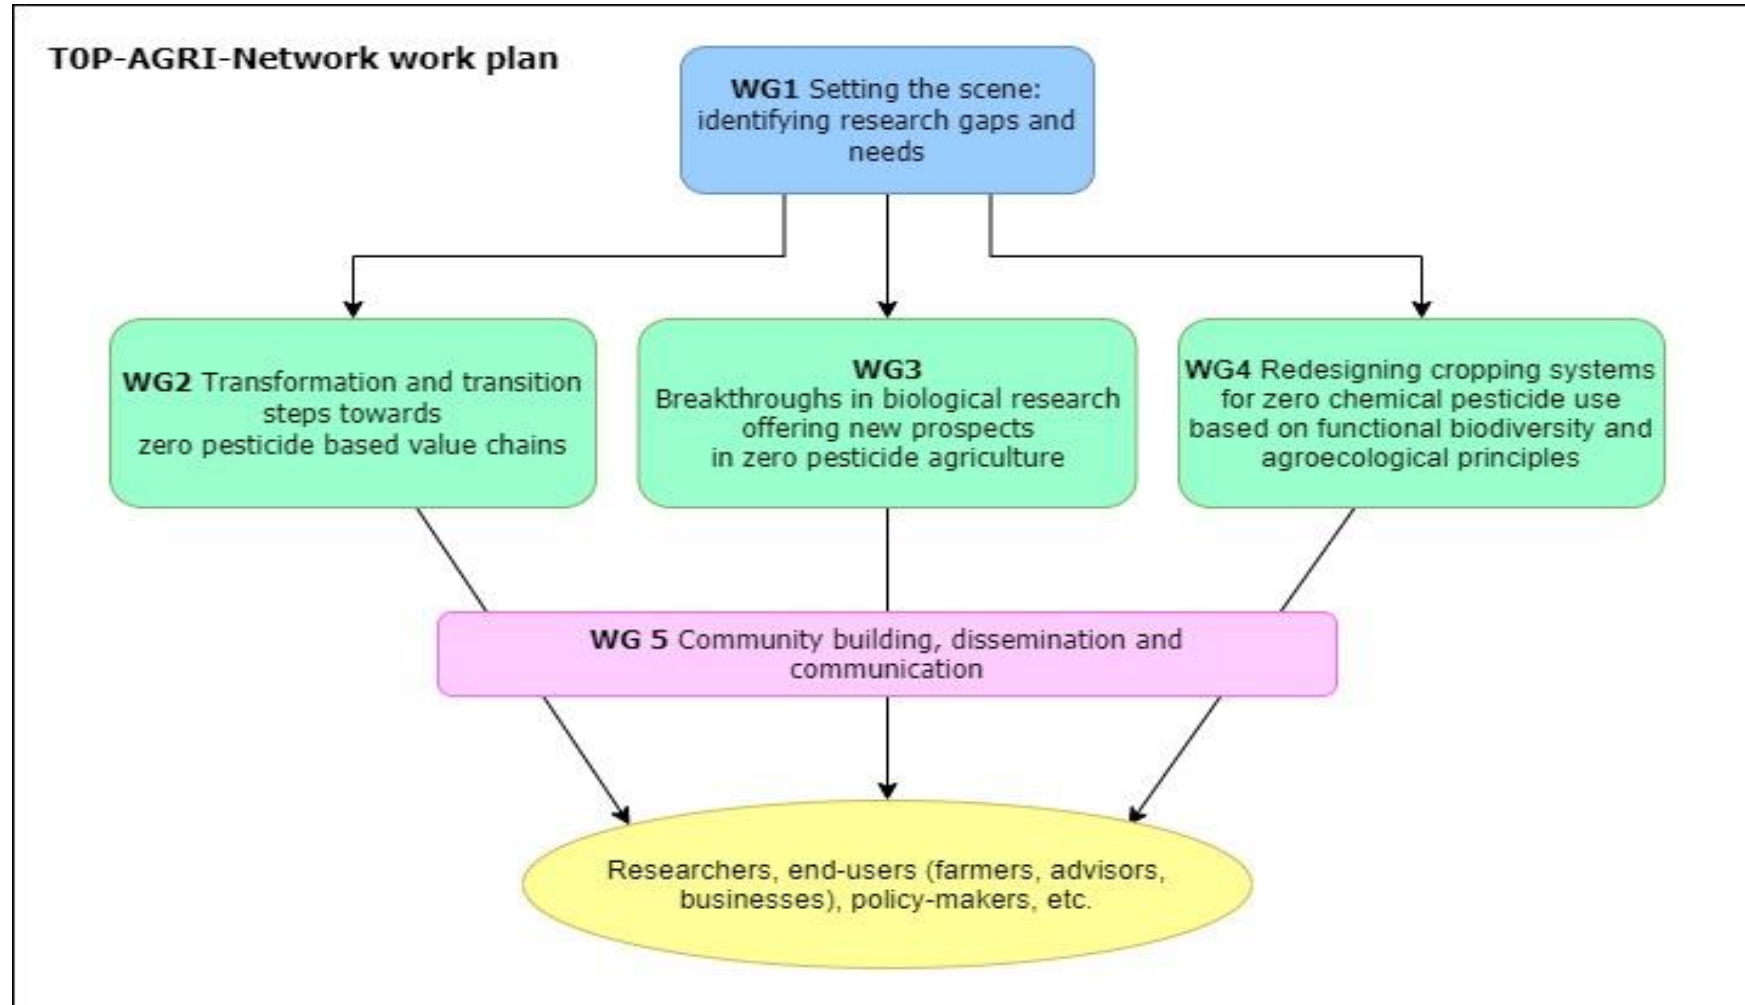 T0P-AGRI-Network work plan
WG1 Setting the scene:
identifying research gaps and
needs
WG2 Transformation and transition
steps towards
zero pesticide based value chains
WG3
Breakthroughs in biological research
offering new prospects
in zero pesticide agriculture
WG4 Redesigning cropping systems
for zero chemical pesticide use
based on functional biodiversity and
agroecological principles
WG 5 Community building, dissemination and
communication
Researchers, end-users (farmers, advisors,
businesses), policy-makers, etc.